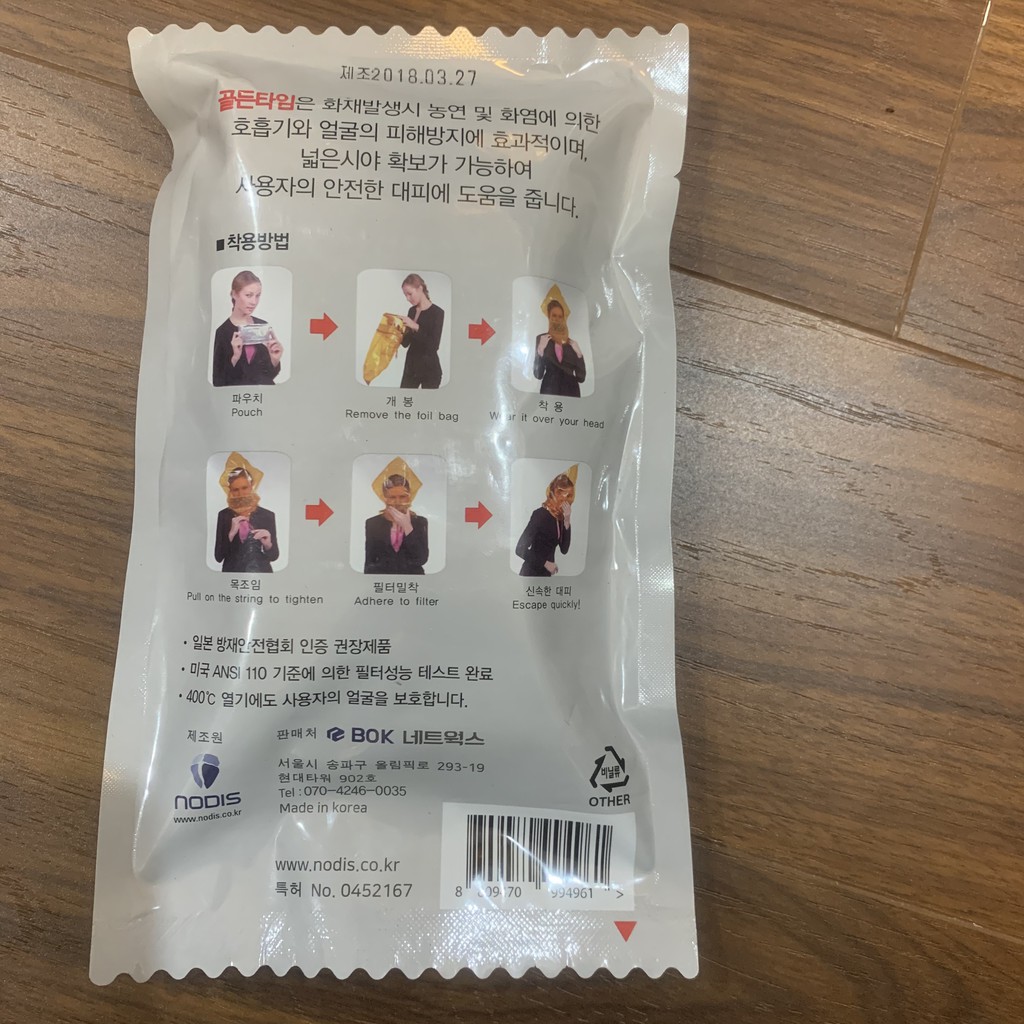 제조2018.03.27
골든타임은 화재발생시 농연 및 화염에 의한
호흡기와 얼굴의 피해방지에 효과적이며,
넓은시야 확보가 가능하여
사용자의 안전한 대피에 도움을 줍니다.
■착용방법
파우치
Pouch
개 봉
Remove the foil bag
착 용
Wear it over your head
목조임
Pull on the string to tighten
필터밀착
Adhere to filter
신속한 대피
Escape quickly!
• 일본 방재안전협회 인증 권장제품
• 미국 ANSI 110 기준에 의한 필터성능 테스트 완료
• 400℃ 열기에도 사용자의 얼굴을 보호합니다.
제조원
NODIS
www.nodis.co.kr
판매처 BOK 네트웍스
서울시 송파구 올림픽로 293-19
현대타워 902호
Tel : 070-4246-0035
Made in korea
비닐류
OTHER
www.nodis.co.kr
특허 No. 0452167
994961 >